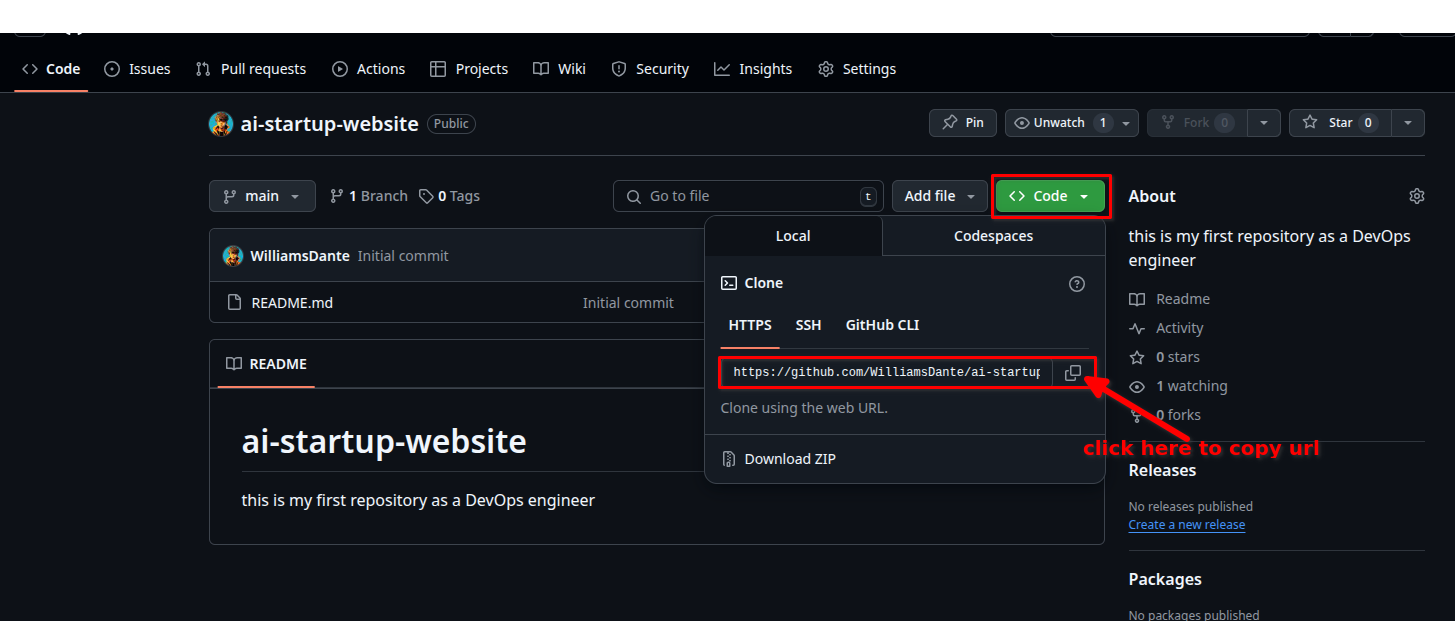 Code Issues Pull requests Actions Projects Wiki Security Insights Settings
ai-startup-website Public Pin Unwatch 1 Fork 0 Star 0
main 1 Branch 0 Tags Go to file t Add file Code
About
this is my first repository as a DevOps
engineer
Readme
Activity
0 stars
1 watching
0 forks
Local Codespaces
WilliamsDante Initial commit
README.md Initial commit
Clone
HTTPS SSH GitHub CLI
https://github.com/WilliamsDante/ai-startup
Clone using the web URL.
Download ZIP
click here to copy url
README
ai-startup-website
this is my first repository as a DevOps engineer
Releases
No releases published
Create a new release
Packages
No packages published